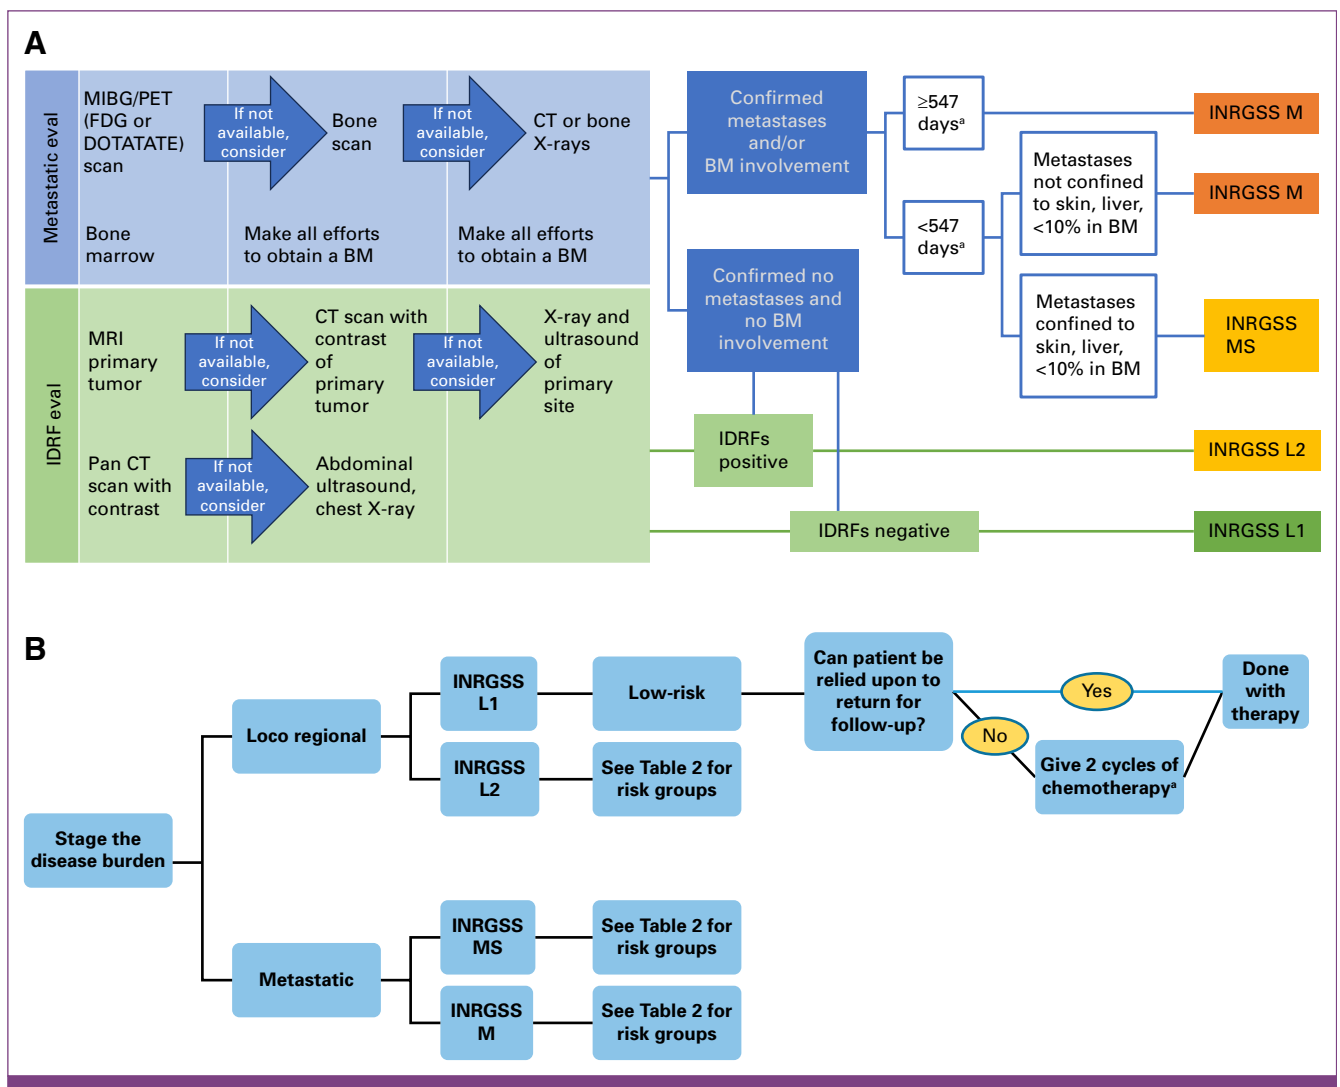 A
Metastatic eval
MIBG/PET
(FDG or
DOTATATE)
scan
If not
available,
consider
Bone
scan
If not
available,
consider
CT or bone
X-rays
Bone
marrow
Make all efforts
to obtain a BM
Make all efforts
to obtain a BM
IDRF eval
MRI
primary
tumor
If not
available,
consider
CT scan with
contrast
of
primary
tumor
If not
available,
consider
X-ray and
ultrasound
of
primary
site
Pan CT
scan with
contrast
If not
available,
consider
Abdominal
ultrasound,
chest X-ray
Confirmed
metastases
and/or
BM involvement
≥547
daysᵃ
INRGSS M
<547
daysᵃ
Metastases
not confined
to skin, liver,
<10% in BM
INRGSS M
Metastases
confined to
skin, liver,
<10% in BM
INRGSS
MS
Confirmed no
metastases and
no BM
involvement
IDRFs
positive
INRGSS L2
IDRFs negative
INRGSS L1
B
Stage the
disease burden
Loco regional
INRGSS
L1
Low-risk
Can patient be
relied upon to
return for
follow-up?
Yes
No
Give 2 cycles of
chemotherapyᵃ
Done
with
therapy
INRGSS
L2
See Table 2 for
risk groups
Metastatic
INRGSS
MS
See Table 2 for
risk groups
INRGSS
M
See Table 2 for
risk groups